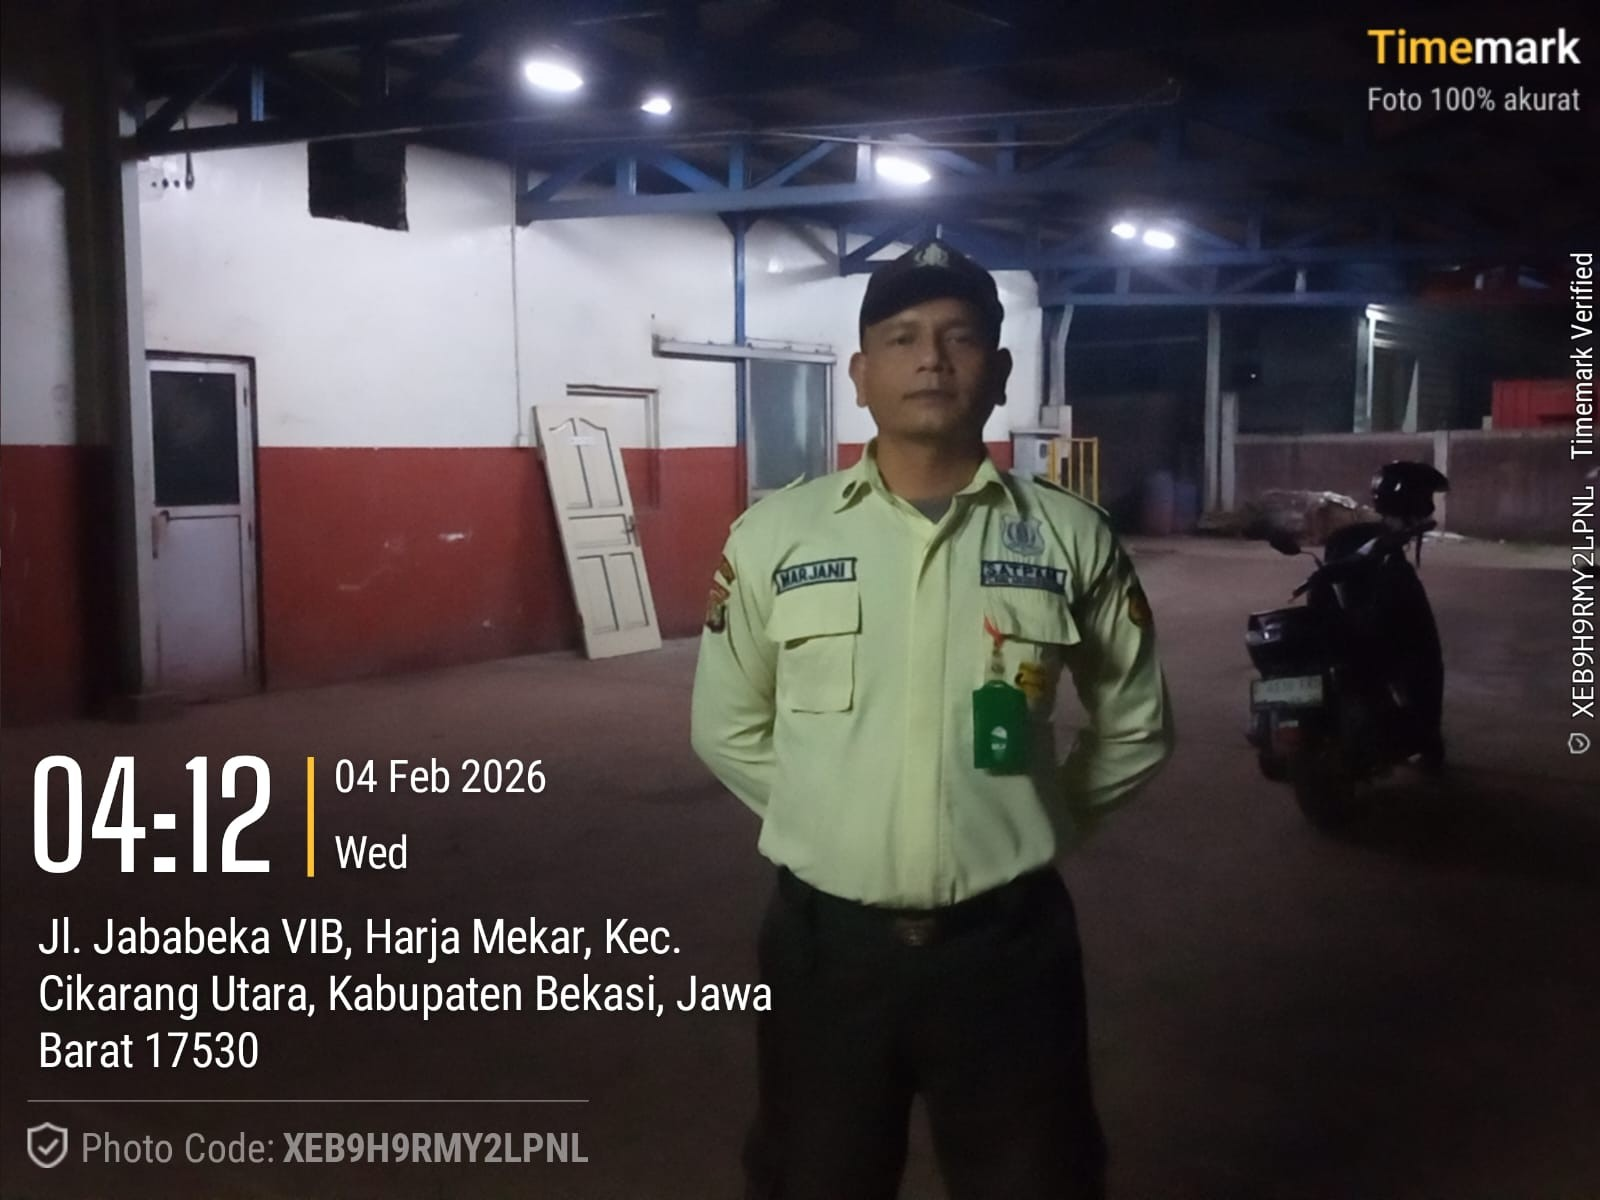 Timemark
Foto 100% akurat
MARJANI
SATPAM
04:12
04 Feb 2026
Wed
Jl. Jababeka VIB, Harja Mekar, Kec.
Cikarang Utara, Kabupaten Bekasi, Jawa
Barat 17530
Photo Code: XEB9H9RMY2LPNL
XEB9H9RMY2LPNL Timemark Verified